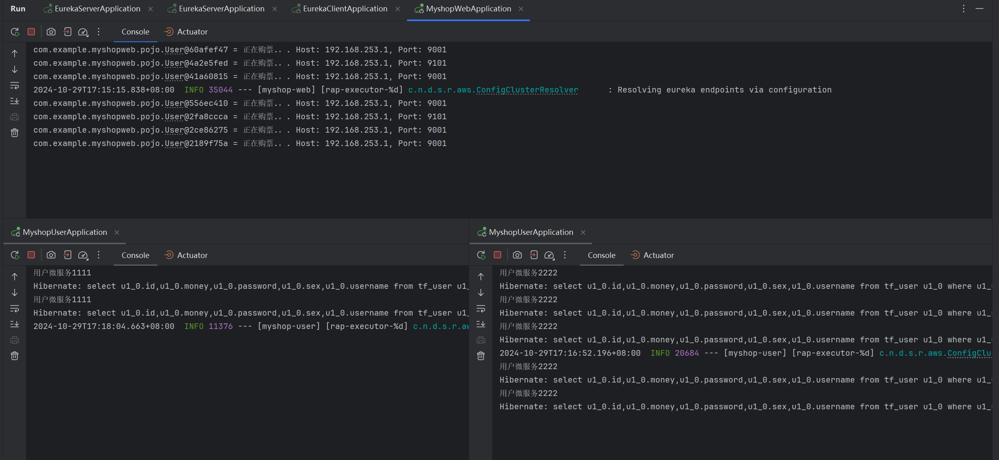 Run EurekaServerApplication EurekaServerApplication EurekaClientApplication MyshopWebApplication
Console Actuator
com.example.myshopweb.pojo.User@60afef47 = 正在购票.，. Host: 192.168.253.1, Port: 9001
com.example.myshopweb.pojo.User@4a2e5fed = 正在购票.，. Host: 192.168.253.1, Port: 9101
com.example.myshopweb.pojo.User@41a60815 = 正在购票.，. Host: 192.168.253.1, Port: 9001
2024-10-29T17:15:15.838+08:00  INFO 35044 --- [myshop-web] [rap-executor-%d] c.n.d.s.r.aws.ConfigClusterResolver      : Resolving eureka endpoints via configuration
com.example.myshopweb.pojo.User@556ec410 = 正在购票.，. Host: 192.168.253.1, Port: 9001
com.example.myshopweb.pojo.User@2fa8ccca = 正在购票.，. Host: 192.168.253.1, Port: 9101
com.example.myshopweb.pojo.User@2ce86275 = 正在购票.，. Host: 192.168.253.1, Port: 9001
com.example.myshopweb.pojo.User@2189f75a = 正在购票.，. Host: 192.168.253.1, Port: 9001
MyshopUserApplication
Console Actuator
用户微服务1111
Hibernate: select u1_0.id,u1_0.money,u1_0.password,u1_0.sex,u1_0.username from tf_user u1_
用户微服务1111
Hibernate: select u1_0.id,u1_0.money,u1_0.password,u1_0.sex,u1_0.username from tf_user u1_
2024-10-29T17:18:04.663+08:00  INFO 11376 --- [myshop-user] [rap-executor-%d] c.n.d.s.r.aw
MyshopUserApplication
Console Actuator
用户微服务2222
Hibernate: select u1_0.id,u1_0.money,u1_0.password,u1_0.sex,u1_0.username from tf_user u1_0 where u1_
用户微服务2222
Hibernate: select u1_0.id,u1_0.money,u1_0.password,u1_0.sex,u1_0.username from tf_user u1_0 where u1_
用户微服务2222
Hibernate: select u1_0.id,u1_0.money,u1_0.password,u1_0.sex,u1_0.username from tf_user u1_0 where u1_
2024-10-29T17:16:52.196+08:00  INFO 20684 --- [myshop-user] [rap-executor-%d] c.n.d.s.r.aws.ConfigClu
用户微服务2222
Hibernate: select u1_0.id,u1_0.money,u1_0.password,u1_0.sex,u1_0.username from tf_user u1_0 where u1_
用户微服务2222
Hibernate: select u1_0.id,u1_0.money,u1_0.password,u1_0.sex,u1_0.username from tf_user u1_0 where u1_